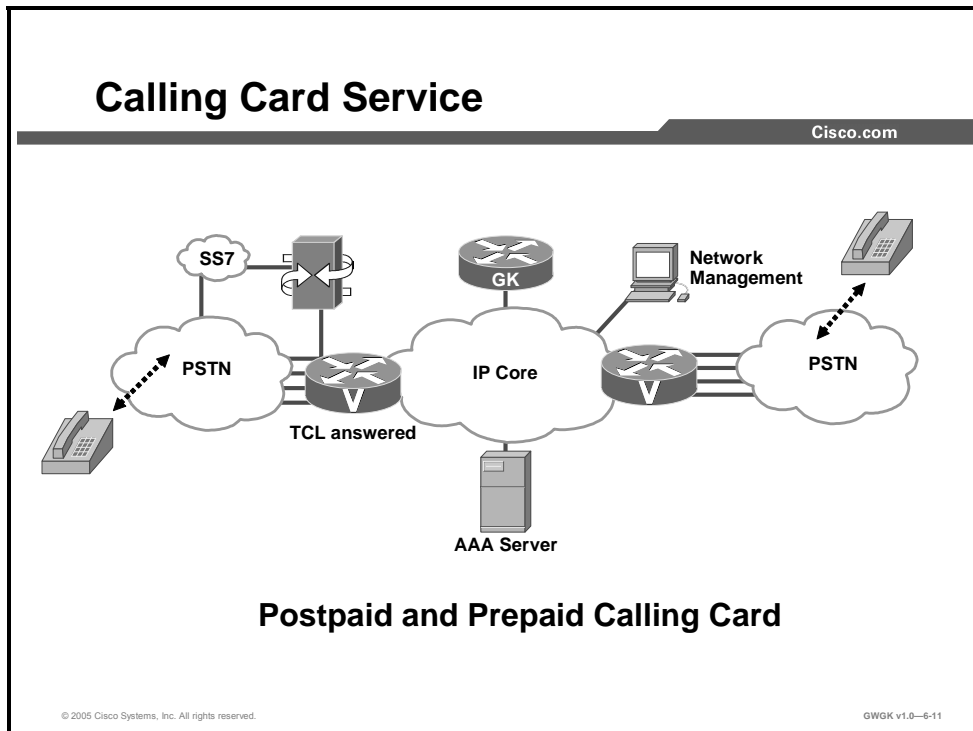 Calling Card Service
Cisco.com
SS7
GK
Network
Management
PSTN
IP Core
PSTN
V
V
TCL answered
AAA Server
Postpaid and Prepaid Calling Card
© 2005 Cisco Systems, Inc. All rights reserved.
GWGK v1.0—6-11